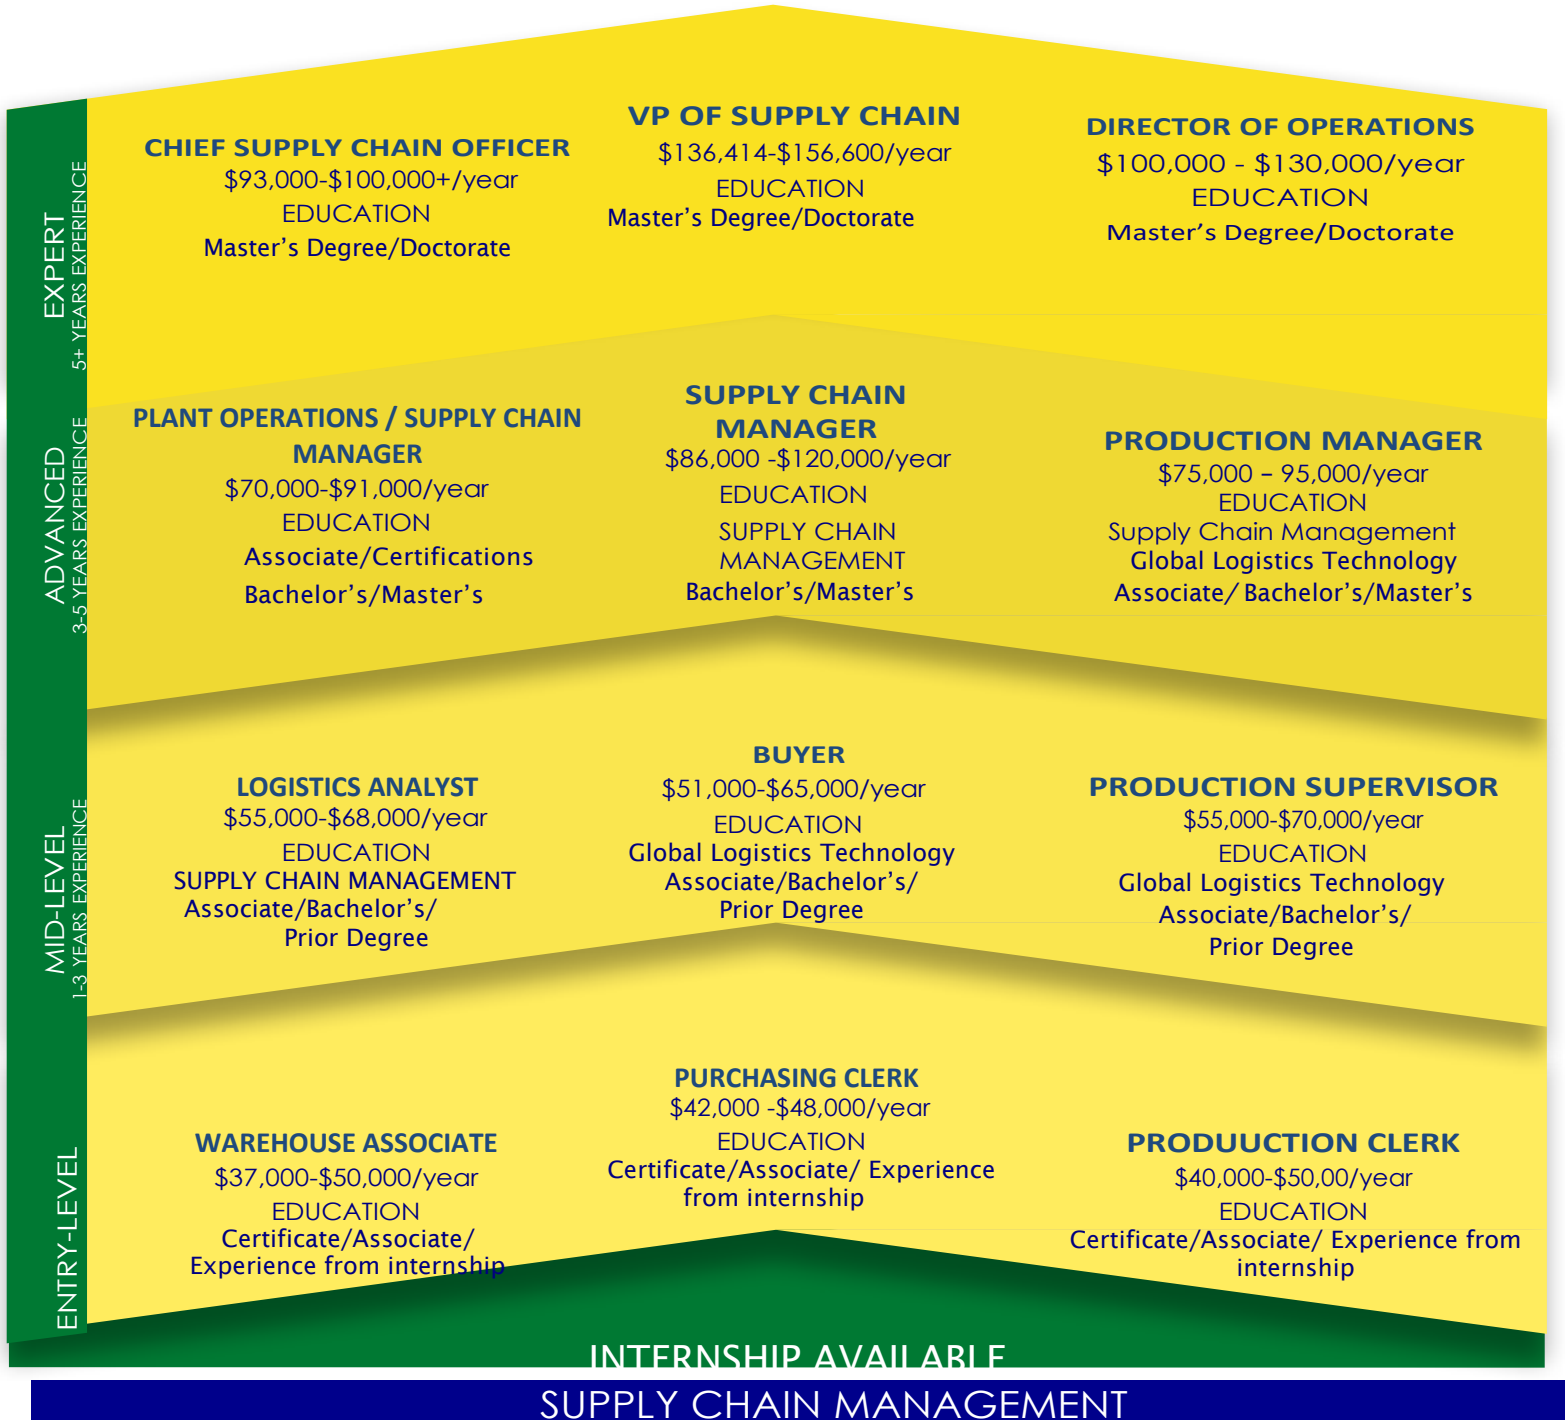 EXPERT
5+ YEARS EXPERIENCE
CHIEF SUPPLY CHAIN OFFICER
$93,000-$100,000+/year
EDUCATION
Master’s Degree/Doctorate
VP OF SUPPLY CHAIN
$136,414-$156,600/year
EDUCATION
Master’s Degree/Doctorate
DIRECTOR OF OPERATIONS
$100,000 - $130,000/year
EDUCATION
Master’s Degree/Doctorate
ADVANCED
3-5 YEARS EXPERIENCE
PLANT OPERATIONS / SUPPLY CHAIN
MANAGER
$70,000-$91,000/year
EDUCATION
Associate/Certifications
Bachelor’s/Master’s
SUPPLY CHAIN
MANAGER
$86,000 -$120,000/year
EDUCATION
SUPPLY CHAIN
MANAGEMENT
Bachelor’s/Master’s
PRODUCTION MANAGER
$75,000 – 95,000/year
EDUCATION
Supply Chain Management
Global Logistics Technology
Associate/ Bachelor’s/Master’s
MID-LEVEL
1-3 YEARS EXPERIENCE
LOGISTICS ANALYST
$55,000-$68,000/year
EDUCATION
SUPPLY CHAIN MANAGEMENT
Associate/Bachelor’s/
Prior Degree
BUYER
$51,000-$65,000/year
EDUCATION
Global Logistics Technology
Associate/Bachelor’s/
Prior Degree
PRODUCTION SUPERVISOR
$55,000-$70,000/year
EDUCATION
Global Logistics Technology
Associate/Bachelor’s/
Prior Degree
ENTRY-LEVEL
WAREHOUSE ASSOCIATE
$37,000-$50,000/year
EDUCATION
Certificate/Associate/
Experience from internship
PURCHASING CLERK
$42,000 -$48,000/year
EDUCATION
Certificate/Associate/ Experience
from internship
PRODUUCTION CLERK
$40,000-$50,00/year
EDUCATION
Certificate/Associate/ Experience from
internship
INTERNSHIP AVAILABLE
SUPPLY CHAIN MANAGEMENT